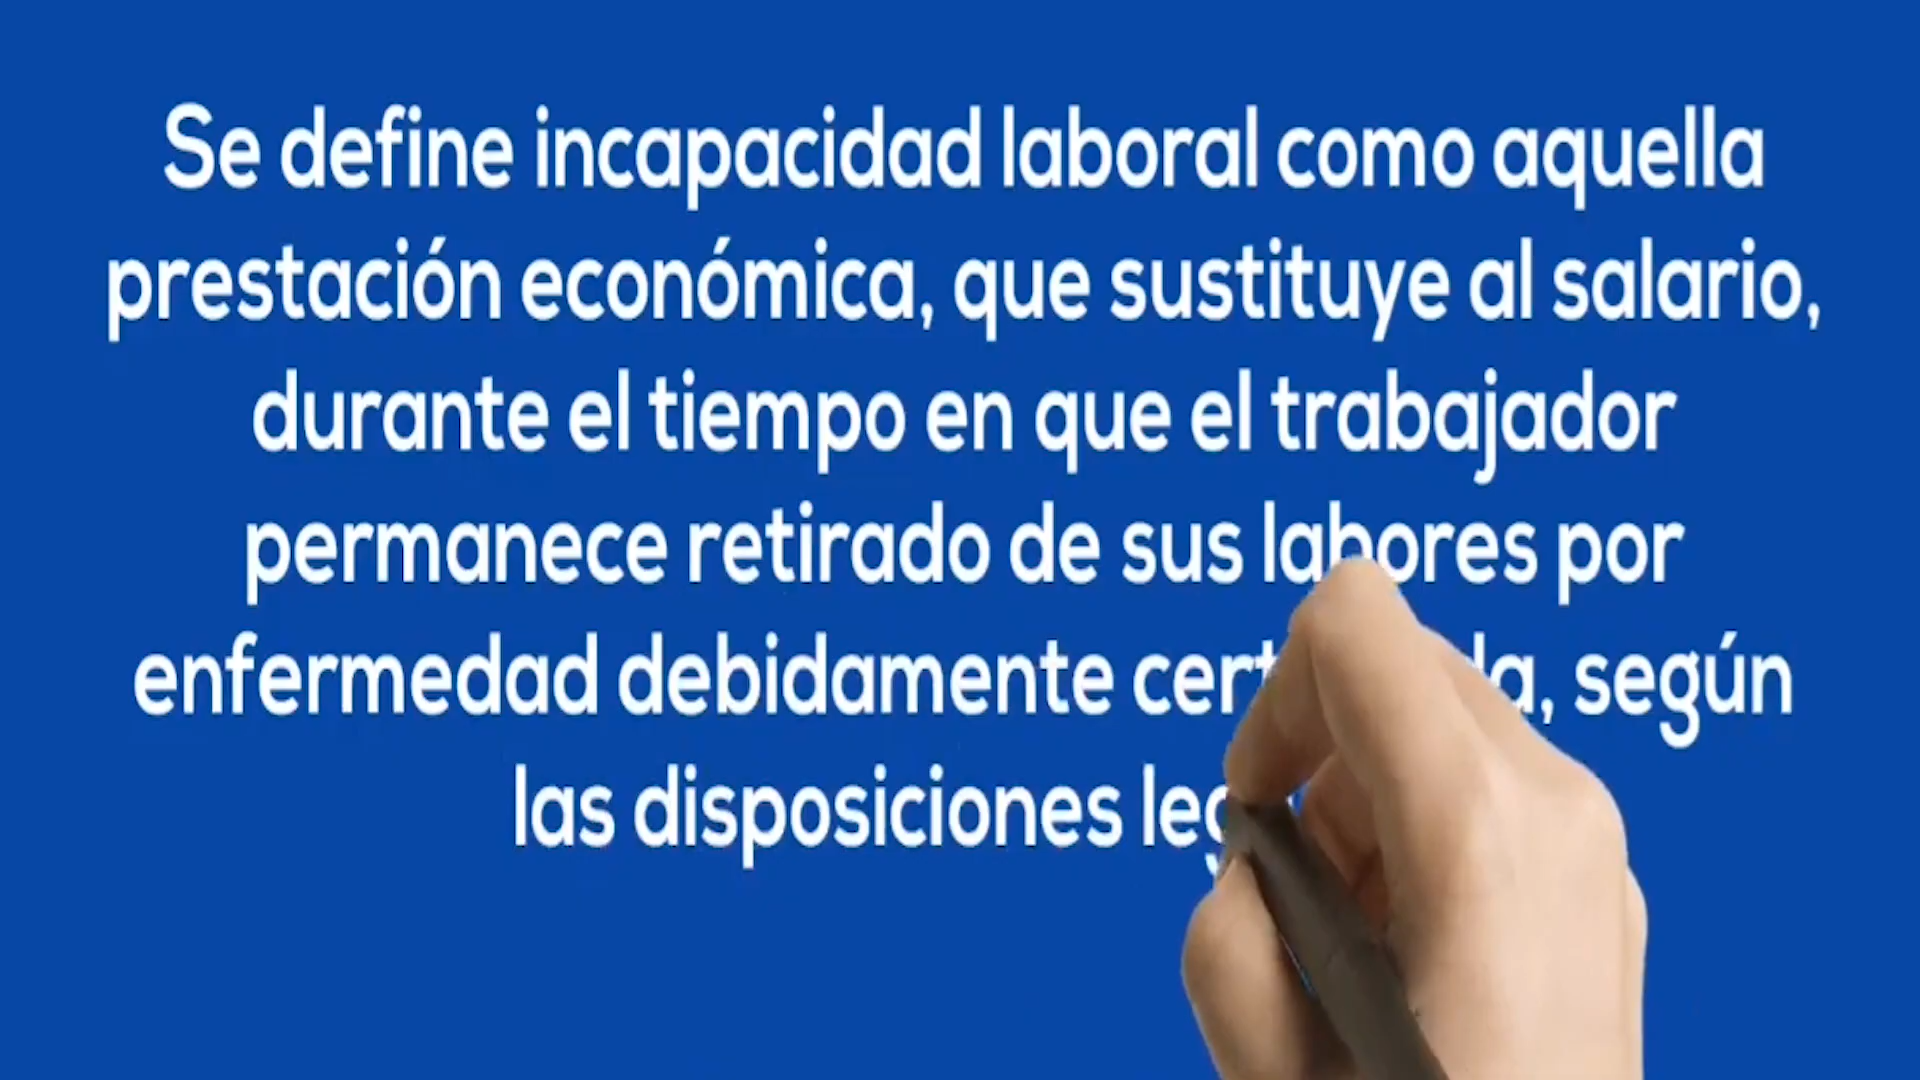 Se define incapacidad laboral como aquella
prestación económica, que sustituye al salario,
durante el tiempo en que el trabajador
permanece retirado de sus labores por
enfermedad debidamente según
las disposiciones